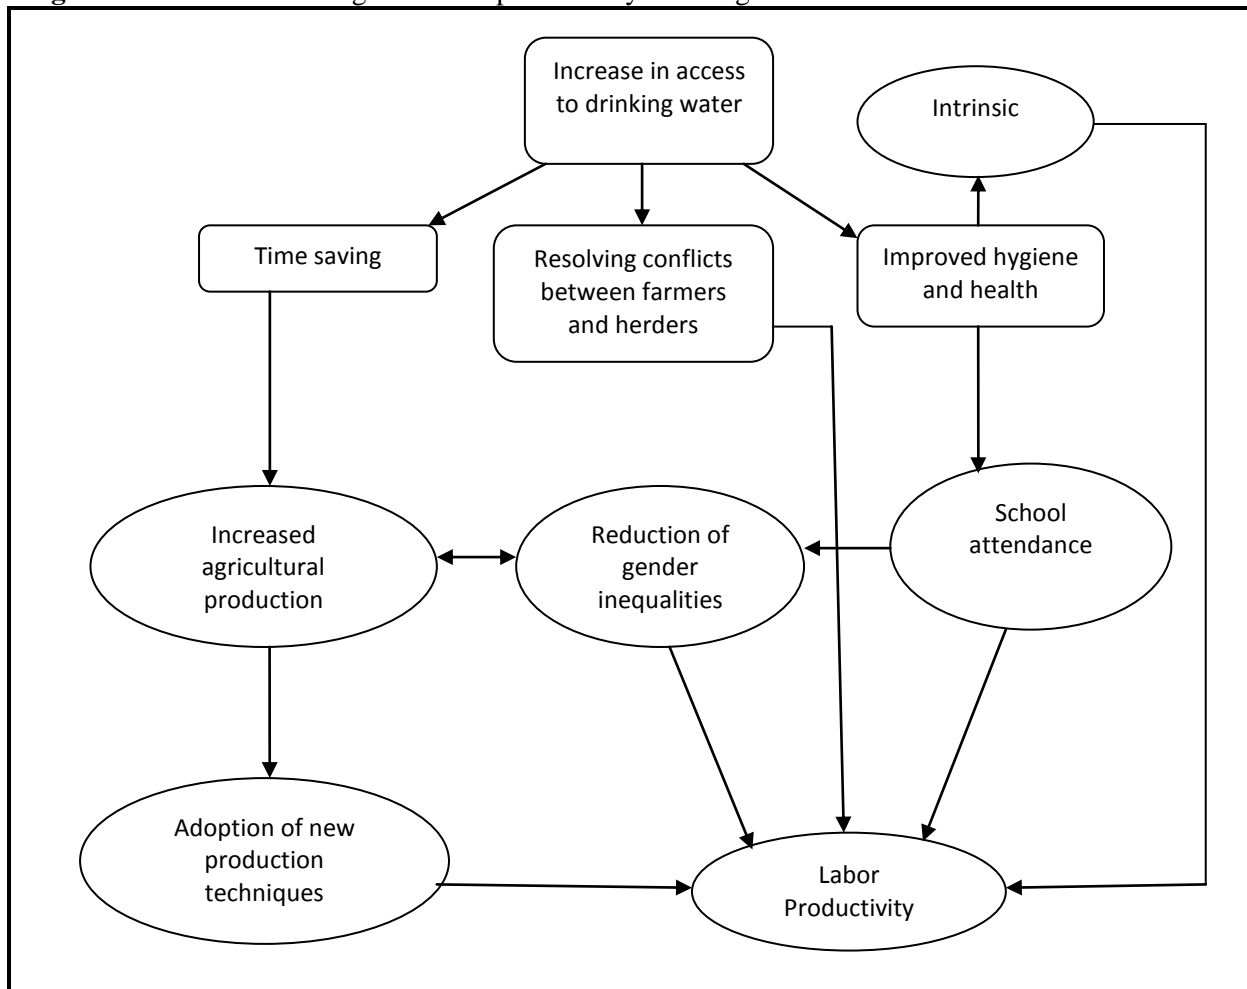 Increase in access
to drinking water
Intrinsic
Time saving
Resolving conflicts
between farmers
and herders
Improved hygiene
and health
Increased
agricultural
production
Reduction of
gender
inequalities
School
attendance
Adoption of new
production
techniques
Labor
Productivity